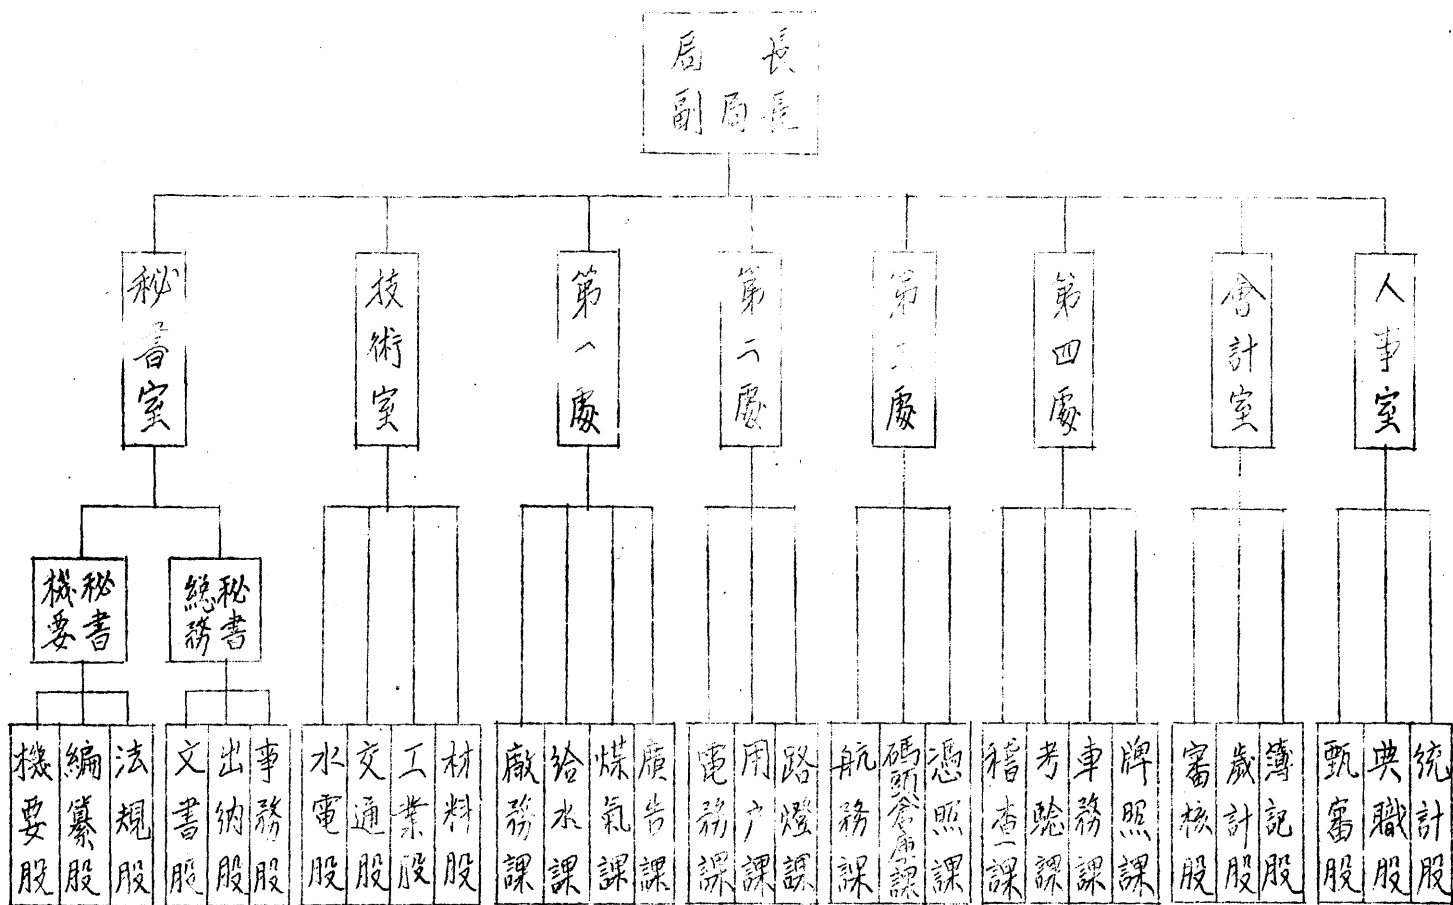 局長
副局長
秘書室
技術室
第一處
第二處
第三處
第四處
會計室
人事室
機要秘書
總務秘書
機要股
編纂股
法規股
文書股
出納股
事務股
水電股
交通股
工業股
材料股
廠務課
給水課
煤氣課
廣告課
電務課
用户課
路燈課
航務課
碼頭倉庫課
憑照課
稽查課
考驗課
車務課
牌照課
審核股
歲計股
簿記股
甄審股
典職股
統計股